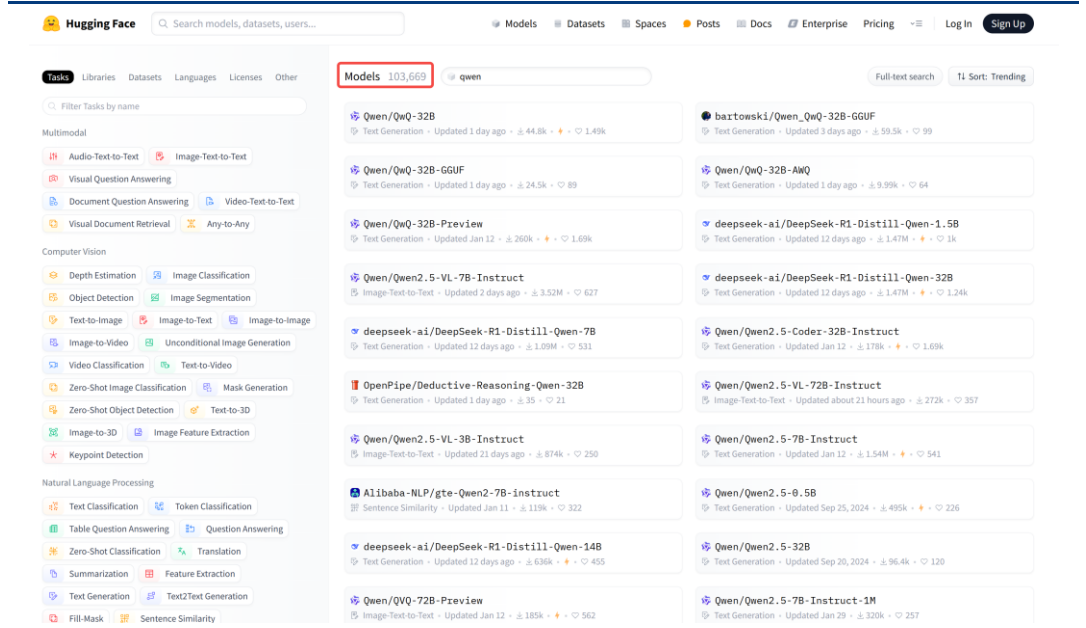 Hugging Face
Search models, datasets, users...
Models
Datasets
Spaces
Posts
Docs
Enterprise
Pricing
Log In
Sign Up
Tasks
Libraries
Datasets
Languages
Licenses
Other
Filter Tasks by name
Multimodal
Audio-Text-to-Text
Image-Text-to-Text
Visual Question Answering
Document Question Answering
Video-Text-to-Text
Visual Document Retrieval
Any-to-Any
Computer Vision
Depth Estimation
Image Classification
Object Detection
Image Segmentation
Text-to-Image
Image-to-Text
Image-to-Image
Image-to-Video
Unconditional Image Generation
Video Classification
Text-to-Video
Zero-Shot Image Classification
Mask Generation
Zero-Shot Object Detection
Text-to-3D
Image-to-3D
Image Feature Extraction
Keypoint Detection
Natural Language Processing
Text Classification
Token Classification
Table Question Answering
Question Answering
Zero-Shot Classification
Translation
Summarization
Feature Extraction
Text Generation
Text2Text Generation
Fill-Mask
Sentence Similarity
Models 103,669
qwen
Full-text search
Sort: Trending
Qwen/QwQ-32B
Text Generation • Updated 1 day ago • 44.8k • 1.49k
bartowski/Qwen_QwQ-32B-GGUF
Text Generation • Updated 3 days ago • 59.5k • 99
Qwen/QwQ-32B-GGUF
Text Generation • Updated 1 day ago • 24.5k • 89
Qwen/QwQ-32B-AWQ
Text Generation • Updated 1 day ago • 9.99k • 64
Qwen/QwQ-32B-Preview
Text Generation • Updated Jan 12 • 260k • 1.69k
deepseek-ai/DeepSeek-R1-Distill-Qwen-1.5B
Text Generation • Updated 12 days ago • 1.47M • 1k
Qwen/Qwen2.5-VL-7B-Instruct
Image-Text-to-Text • Updated 2 days ago • 3.52M • 627
deepseek-ai/DeepSeek-R1-Distill-Qwen-32B
Text Generation • Updated 12 days ago • 1.47M • 1.24k
deepseek-ai/DeepSeek-R1-Distill-Qwen-7B
Text Generation • Updated 12 days ago • 1.09M • 531
Qwen/Qwen2.5-Coder-32B-Instruct
Text Generation • Updated Jan 12 • 178k • 1.69k
OpenPipe/Deductive-Reasoning-Qwen-32B
Text Generation • Updated 1 day ago • 35 • 21
Qwen/Qwen2.5-VL-72B-Instruct
Image-Text-to-Text • Updated about 21 hours ago • 272k • 357
Qwen/Qwen2.5-VL-3B-Instruct
Image-Text-to-Text • Updated 21 days ago • 874k • 250
Qwen/Qwen2.5-7B-Instruct
Text Generation • Updated Jan 12 • 1.54M • 541
Alibaba-NLP/gte-Qwen2-7B-instruct
Sentence Similarity • Updated Jan 11 • 119k • 322
Qwen/Qwen2.5-0.5B
Text Generation • Updated Sep 25, 2024 • 495k • 226
deepseek-ai/DeepSeek-R1-Distill-Qwen-14B
Text Generation • Updated 12 days ago • 636k • 455
Qwen/Qwen2.5-32B
Text Generation • Updated Sep 20, 2024 • 96.4k • 120
Qwen/QVQ-72B-Preview
Image-Text-to-Text • Updated Jan 12 • 185k • 562
Qwen/Qwen2.5-7B-Instruct-1M
Text Generation • Updated Jan 29 • 320k • 257